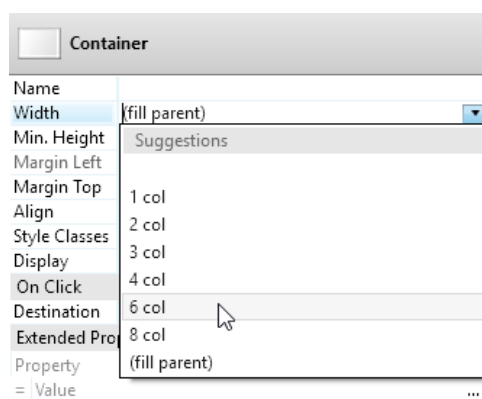 Container
Name
Width (fill parent)
Min. Height
Suggestions
Margin Left
Margin Top
1 col
Align
2 col
Style Classes
3 col
Display
4 col
On Click
6 col
Destination
8 col
Extended Pro
(fill parent)
Property
= Value ...